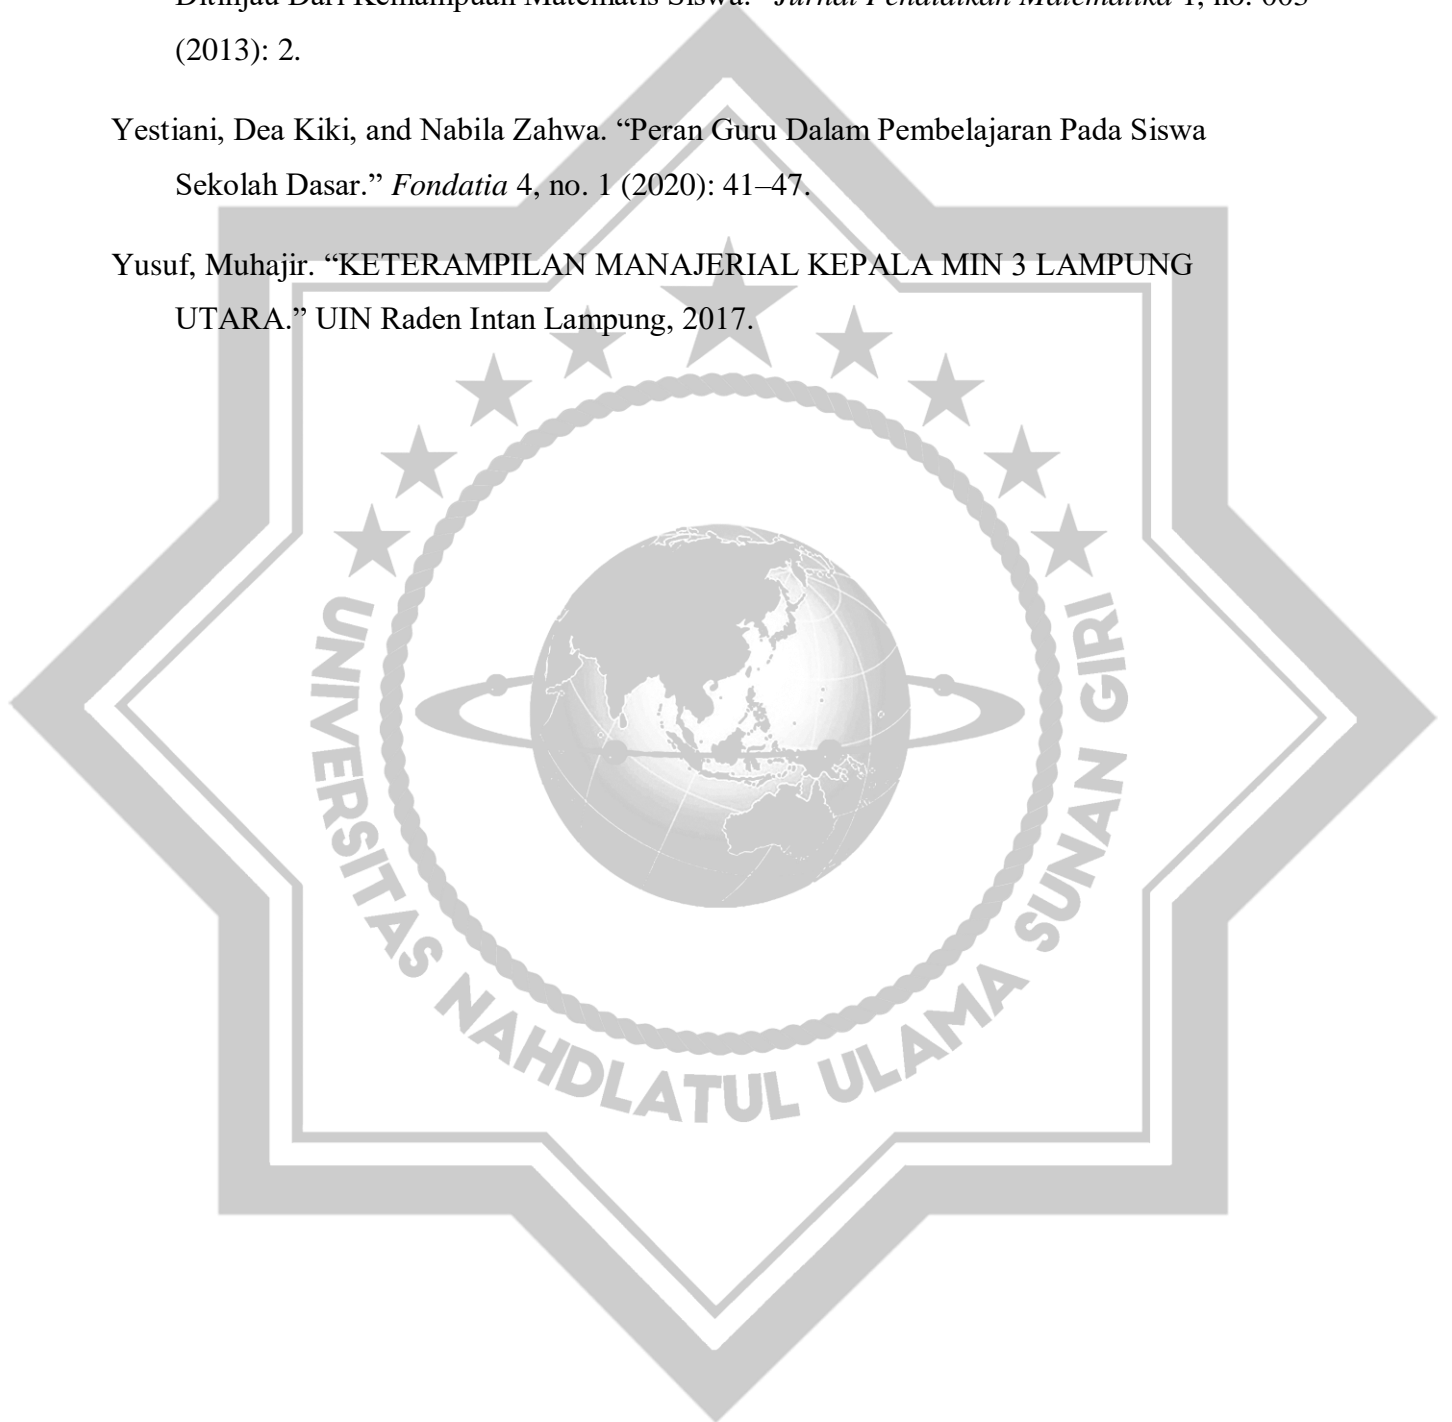 Ditinjau Dari Kemampuan Matematis Siswa.” Jurnal Pendidikan Matematika 1, no. 003
(2013): 2.
Yestiani, Dea Kiki, and Nabila Zahwa. “Peran Guru Dalam Pembelajaran Pada Siswa
Sekolah Dasar.” Fondatia 4, no. 1 (2020): 41–47.
Yusuf, Muhajir. “KETERAMPILAN MANAJERIAL KEPALA MIN 3 LAMPUNG
UTARA.” UIN Raden Intan Lampung, 2017.
UNIVERSITAS NAHDLATUL ULAMA SUNAN GIRI